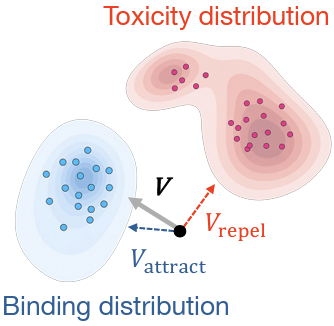 Toxicity distribution
V
V_repel
V_attract
Binding distribution